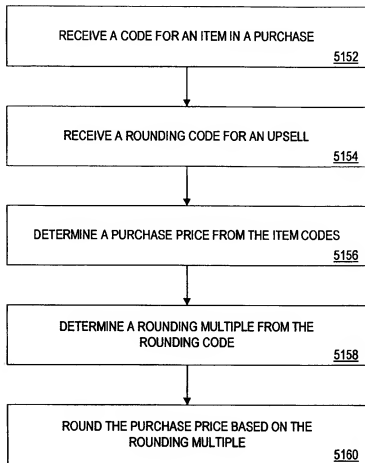 RECEIVE A CODE FOR AN ITEM IN A PURCHASE
5152
RECEIVE A ROUNDING CODE FOR AN UPSELL
5154
DETERMINE A PURCHASE PRICE FROM THE ITEM CODES
5156
DETERMINE A ROUNDING MULTIPLE FROM THE
ROUNDING CODE
5158
ROUND THE PURCHASE PRICE BASED ON THE
ROUNDING MULTIPLE
5160